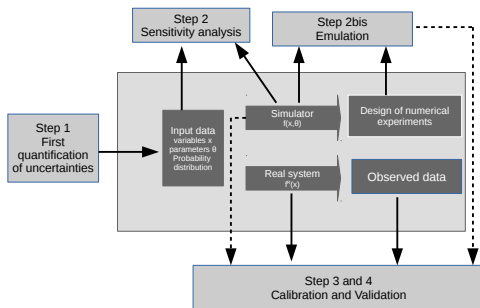 Step 2
Sensitivity analysis
Step 2bis
Emulation
Step 1
First
quantification
of uncertainties
Input data
variables x
parameters θ
Probability
distribution
Simulator
f(x,θ)
Design of numerical
experiments
Real system
f*(x)
Observed data
Step 3 and 4
Calibration and Validation